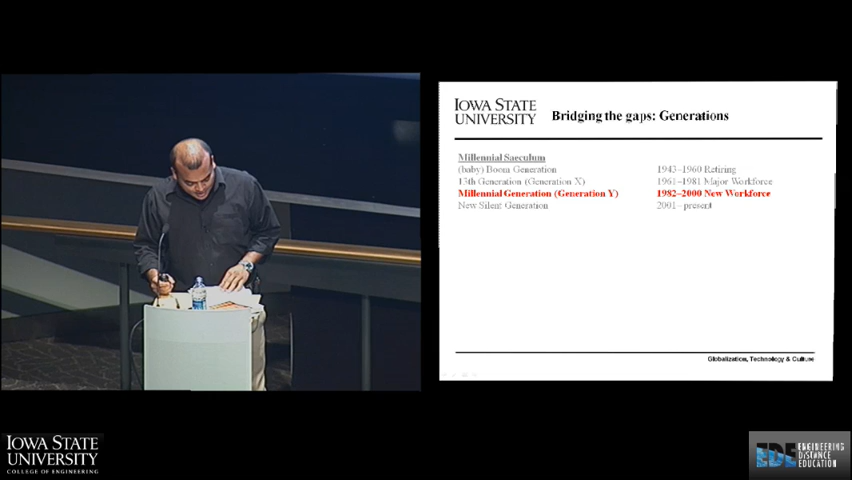 IOWA STATE
UNIVERSITY
Bridging the gaps: Generations
Millennial Saeculum
(baby) Boom Generation 1943–1960 Retiring
13th Generation (Generation X) 1961–1981 Major Workforce
Millennial Generation (Generation Y) 1982–2000 New Workforce
New Silent Generation 2001–present
Globalization, Technology & Culture
IOWA STATE
UNIVERSITY
COLLEGE OF ENGINEERING
EDE ENGINEERING
DISTANCE
EDUCATION